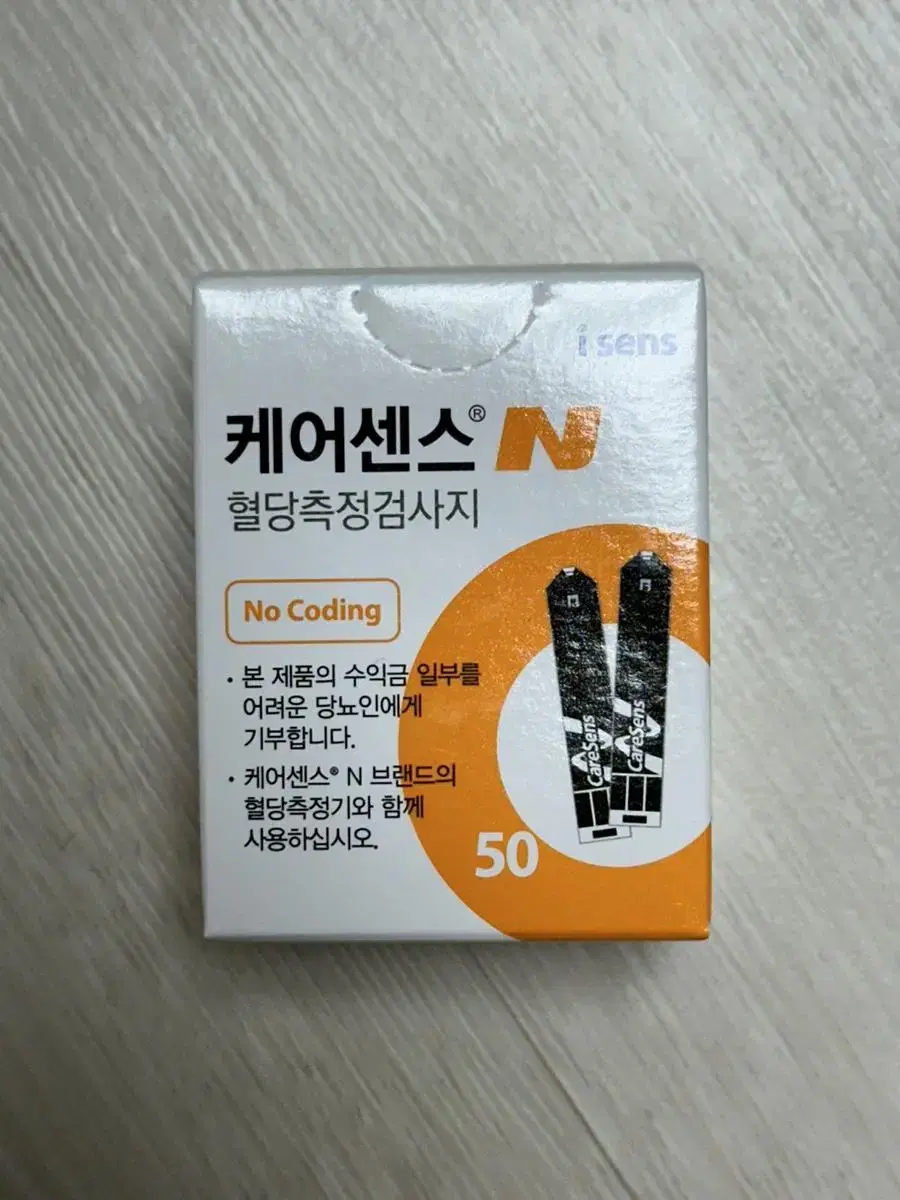 i sens
케어센스® N
혈당측정검사지
No Coding
· 본 제품의 수익금 일부를
어려운 당뇨인에게
기부합니다.
· 케어센스® N 브랜드의
혈당측정기와 함께
사용하십시오.
50
CareSens N
CareSens N